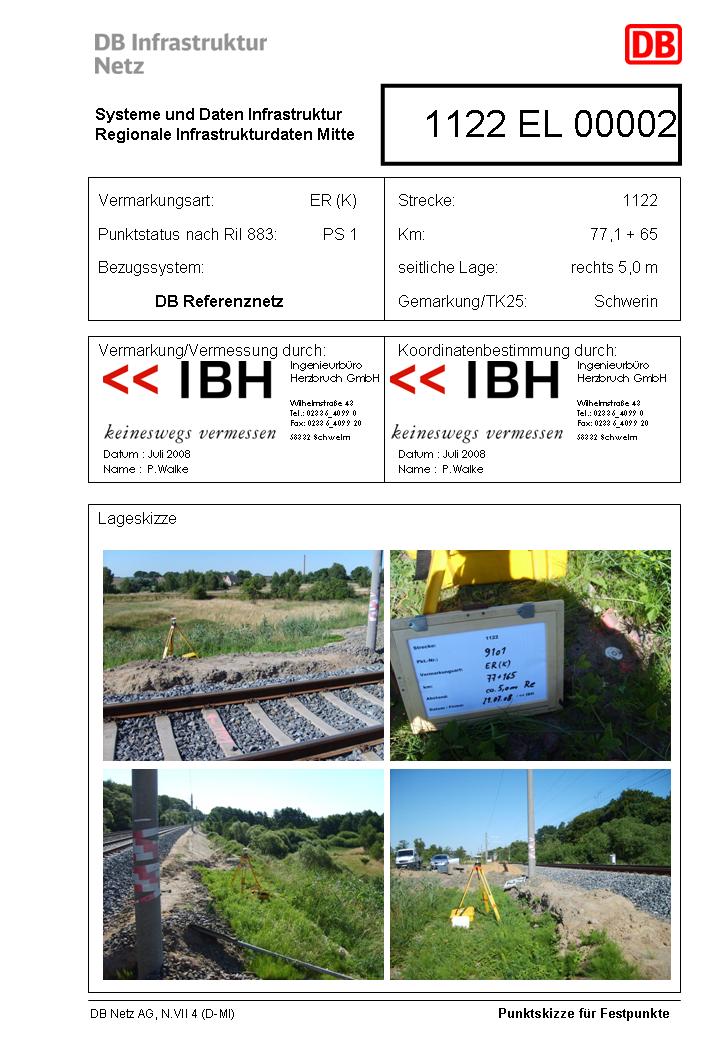 DB Infrastruktur
Netz
DB
Systeme und Daten Infrastruktur
Regionale Infrastrukturdaten Mitte
1122 EL 00002
Vermarkungsart: ER (K)
Punktstatus nach Ril 883: PS 1
Bezugssystem:
DB Referenznetz
Strecke: 1122
Km: 77,1 + 65
seitliche Lage: rechts 5,0 m
Gemarkung/TK25: Schwerin
Vermarkung/Vermessung durch:
<< IBH
Ingenieurbüro
Herzbruch GmbH
Wilhelmstraße 43
Tel.: 02336_4099 0
Fax: 02336_4099 20
58332 Schwelm
keineswegs vermessen
Datum : Juli 2008
Name : P.Walke
Koordinatenbestimmung durch:
<< IBH
Ingenieurbüro
Herzbruch GmbH
Wilhelmstraße 43
Tel.: 02336_4099 0
Fax: 02336_4099 20
58332 Schwelm
keineswegs vermessen
Datum : Juli 2008
Name : P.Walke
Lageskizze
Strecke: 1122
Pkt.-Nr.: 9101
Vermarkungsart: ER(K)
km: 77+165
Abstand: ca. 5,0m Re
Datum / Firma: 21.07.08, << IBH
DB Netz AG, N.VII 4 (D-MI)
Punktskizze für Festpunkte